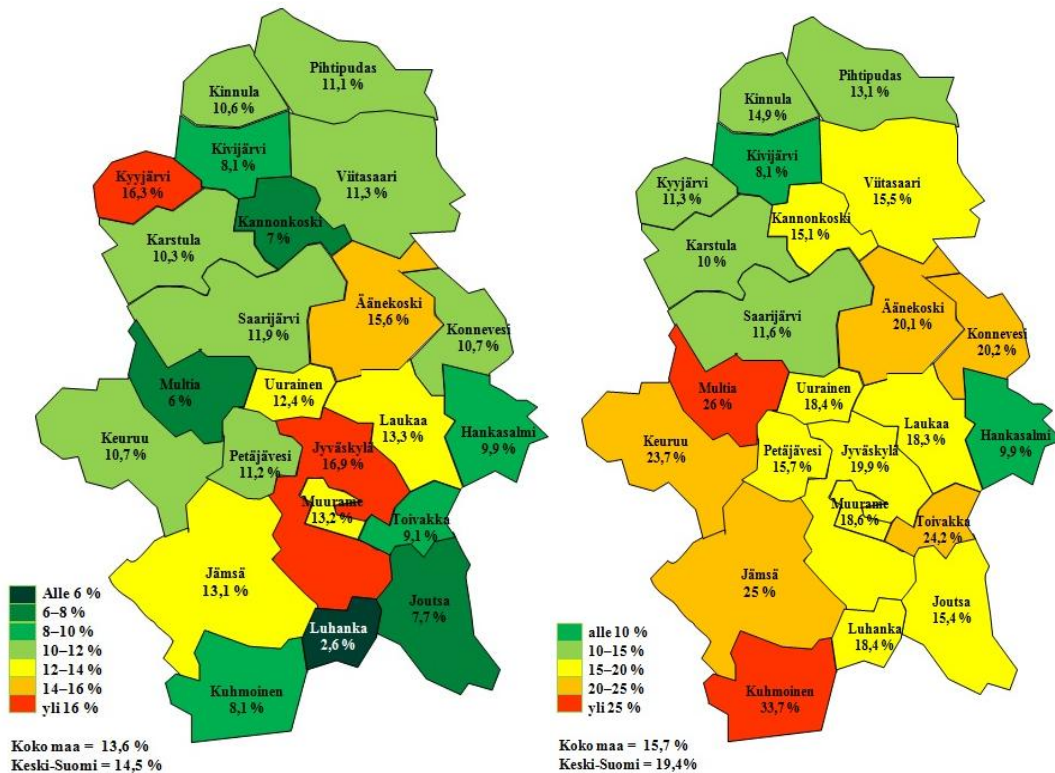 Pihtipudas
11,1 %
Kinnula
10,6 %
Kivijärvi
8,1 %
Kyyjärvi
16,3 %
Viitasaari
11,3 %
Kannonkoski
7 %
Karstula
10,3 %
Äänekoski
15,6 %
Saarijärvi
11,9 %
Konnevesi
10,7 %
Multia
6 %
Uurainen
12,4 %
Laukaa
13,3 %
Hankasalmi
9,9 %
Keuruu
10,7 %
Petäjävesi
11,2 %
Jyväskylä
16,9 %
Muurame
13,2 %
Toivakka
9,1 %
Jämsä
13,1 %
Joutsa
7,7 %
Luhanka
2,6 %
Kuhmoinen
8,1 %
Alle 6 %
6–8 %
8–10 %
10–12 %
12–14 %
14–16 %
yli 16 %
Koko maa = 13,6 %
Keski-Suomi = 14,5 %
Pihtipudas
13,1 %
Kinnula
14,9 %
Kivijärvi
8,1 %
Kyyjärvi
11,3 %
Viitasaari
15,5 %
Kannonkoski
15,1 %
Karstula
10 %
Äänekoski
20,1 %
Saarijärvi
11,6 %
Konnevesi
20,2 %
Multia
26 %
Uurainen
18,4 %
Laukaa
18,3 %
Hankasalmi
9,9 %
Keuruu
23,7 %
Petäjävesi
15,7 %
Jyväskylä
19,9 %
Muurame
18,6 %
Toivakka
24,2 %
Jämsä
25 %
Joutsa
15,4 %
Luhanka
18,4 %
Kuhmoinen
33,7 %
alle 10 %
10–15 %
15–20 %
20–25 %
yli 25 %
Koko maa = 15,7 %
Keski-Suomi = 19,4%